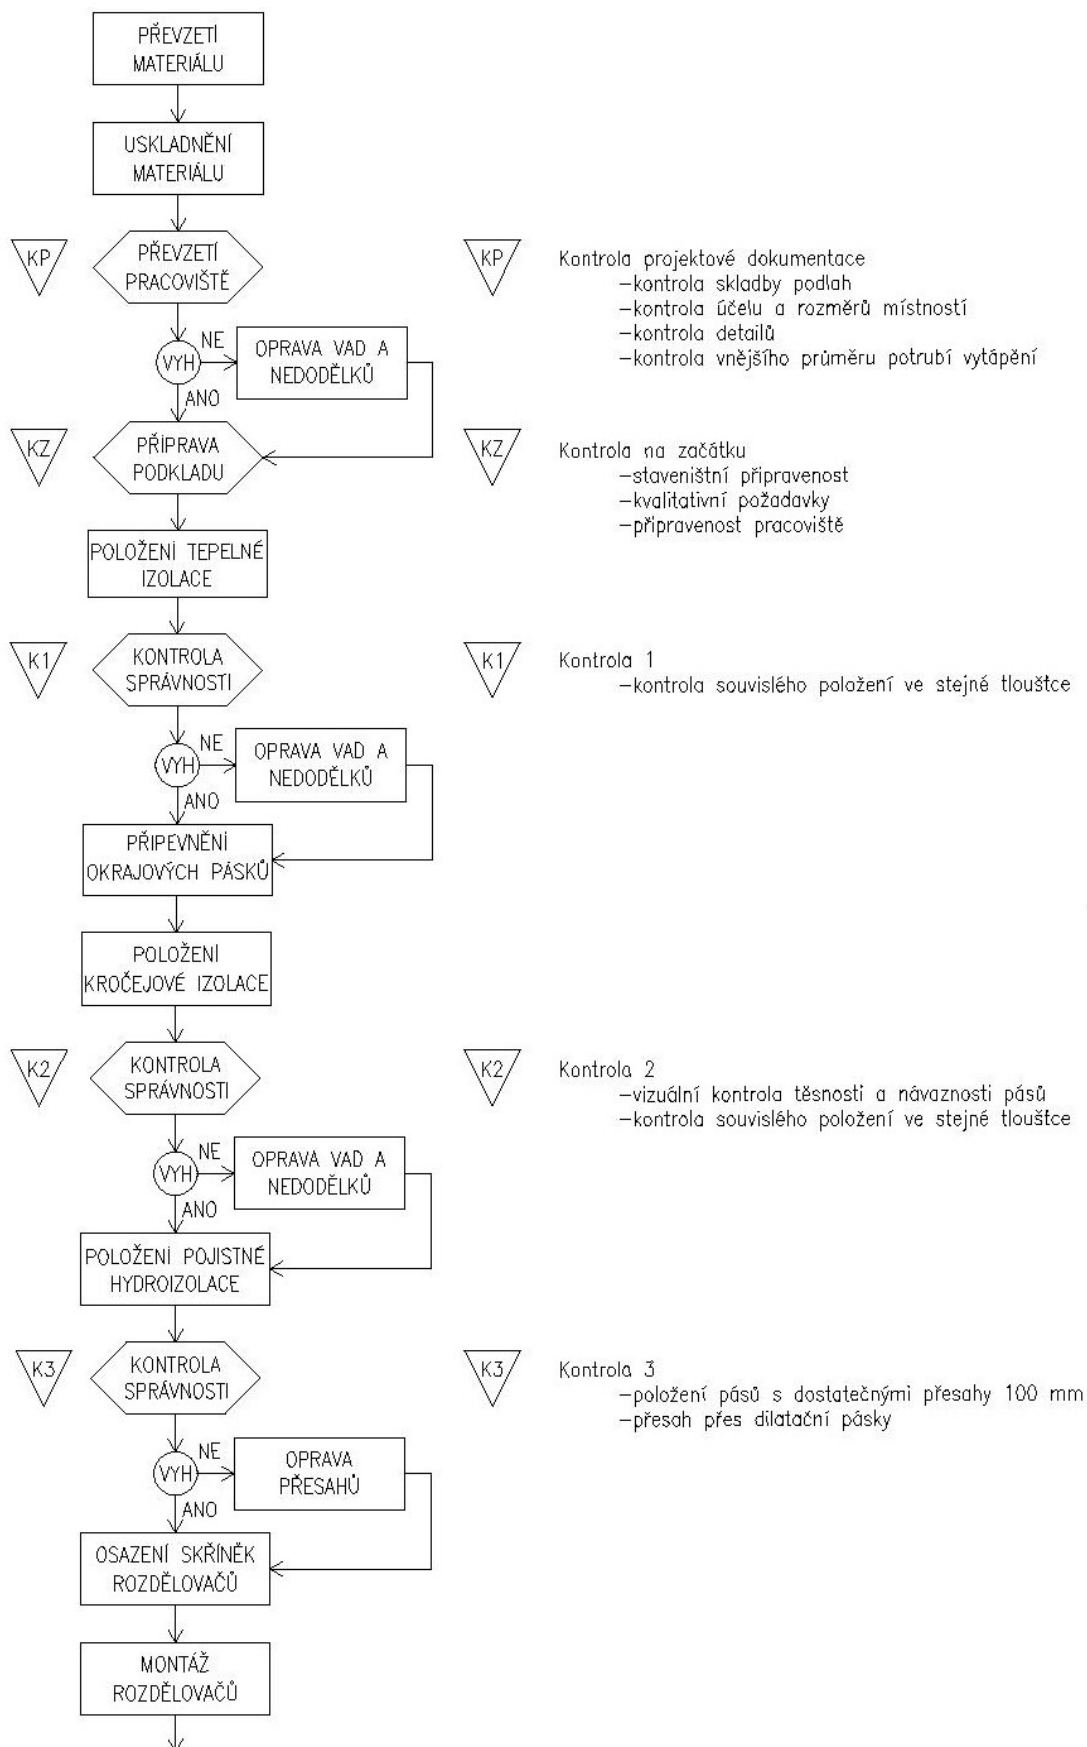 PŘEVZETÍ
MATERIÁLU
USKLADNĚNÍ
MATERIÁLU
KP
PŘEVZETÍ
PRACOVIŠTĚ
KP
Kontrola projektové dokumentace
-kontrola skladby podlah
-kontrola účelu a rozměrů místností
-kontrola detailů
-kontrola vnějšího průměru potrubí vytápění
VYH
NE
OPRAVA VAD A
NEDODĚLKŮ
ANO
KZ
PŘÍPRAVA
PODKLADU
KZ
Kontrola na začátku
-staveništní připravenost
-kvalitativní požadavky
-připravenost pracoviště
POLOŽENÍ TEPELNÉ
IZOLACE
K1
KONTROLA
SPRÁVNOSTI
K1
Kontrola 1
-kontrola souvislého položení ve stejné tloušťce
VYH
NE
OPRAVA VAD A
NEDODĚLKŮ
ANO
PŘIPEVNĚNÍ
OKRAJOVÝCH PÁSKŮ
POLOŽENÍ
KROČEJOVÉ IZOLACE
K2
KONTROLA
SPRÁVNOSTI
K2
Kontrola 2
-vizuální kontrola těsnosti a návaznosti pásů
-kontrola souvislého položení ve stejné tloušťce
VYH
NE
OPRAVA VAD A
NEDODĚLKŮ
ANO
POLOŽENÍ POJISTNÉ
HYDROIZOLACE
K3
KONTROLA
SPRÁVNOSTI
K3
Kontrola 3
-položení pásů s dostatečnými přesahy 100 mm
-přesah přes dilatační pásky
VYH
NE
OPRAVA
PŘESAHŮ
ANO
OSAZENÍ SKŘÍNĚK
ROZDĚLOVAČŮ
MONTÁŽ
ROZDĚLOVAČŮ